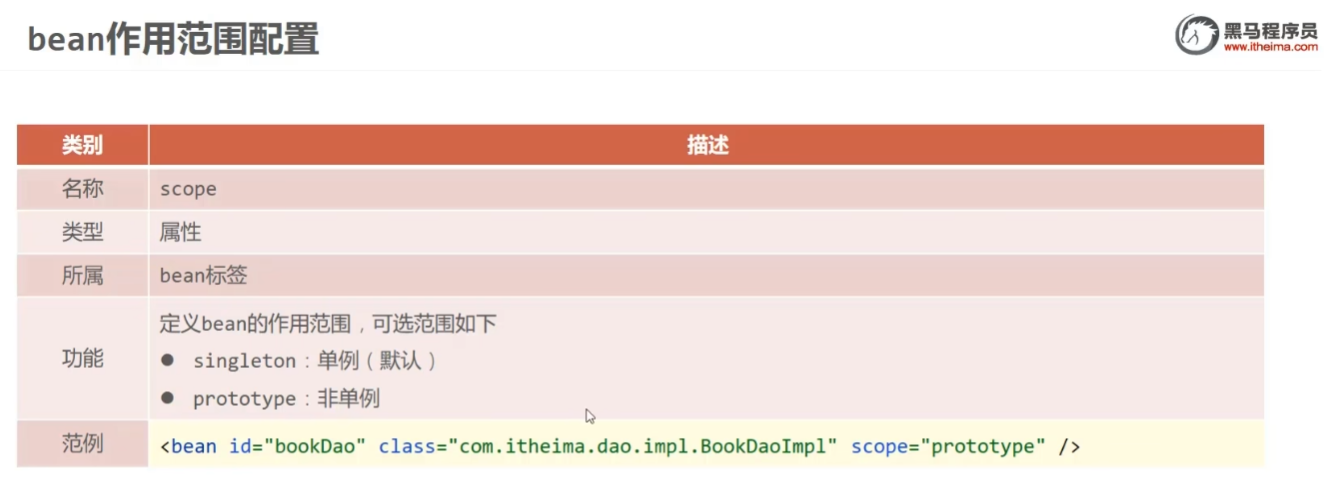 bean作用范围配置
黑马程序员
www.itheima.com
类别 描述
名称 scope
类型 属性
所属 bean标签
功能 定义bean的作用范围，可选范围如下
● singleton：单例（默认）
● prototype：非单例
范例 <bean id="bookDao" class="com.itheima.dao.impl.BookDaoImpl" scope="prototype" />